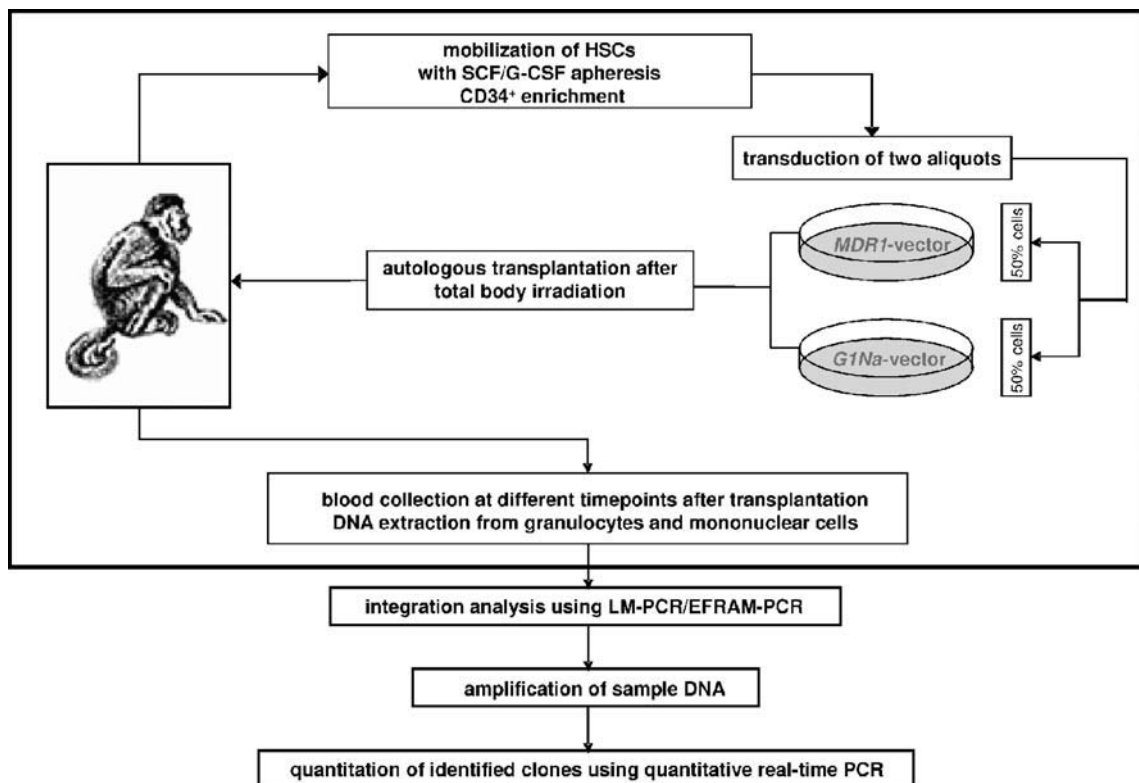 mobilization of HSCs
with SCF/G-CSF apheresis
CD34+ enrichment
transduction of two aliquots
MDR1-vector
50% cells
autologous transplantation after
total body irradiation
G1Na-vector
50% cells
blood collection at different timepoints after transplantation
DNA extraction from granulocytes and mononuclear cells
integration analysis using LM-PCR/EFRAM-PCR
amplification of sample DNA
quantitation of identified clones using quantitative real-time PCR